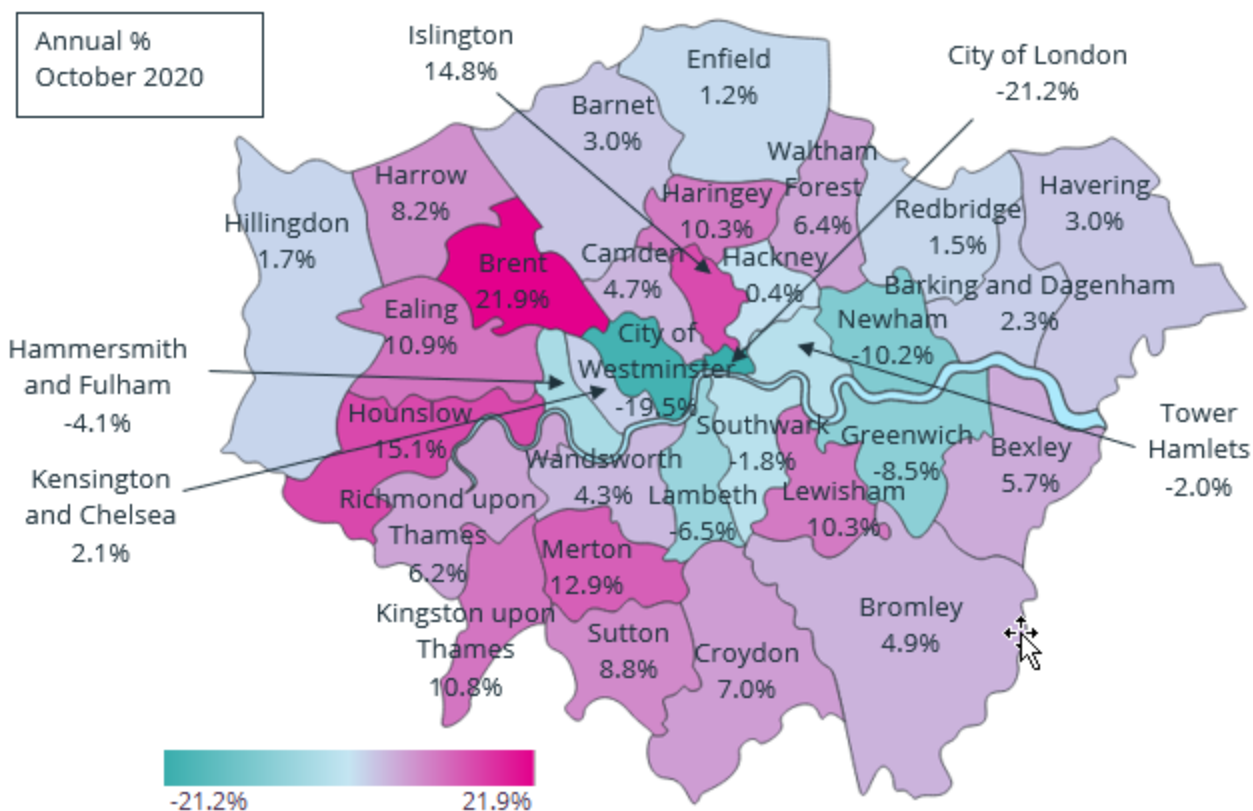 Annual %
October 2020
Islington
14.8%
Enfield
1.2%
City of London
-21.2%
Barnet
3.0%
Waltham
Forest
6.4%
Harrow
8.2%
Haringey
10.3%
Havering
3.0%
Redbridge
1.5%
Hillingdon
1.7%
Brent
21.9%
Camden
4.7%
Hackney
0.4%
Barking and Dagenham
2.3%
Ealing
10.9%
City of
Westminster
-19.5%
Newham
-10.2%
Hammersmith
and Fulham
-4.1%
Hounslow
15.1%
Southwark
-1.8%
Greenwich
-8.5%
Bexley
5.7%
Tower
Hamlets
-2.0%
Kensington
and Chelsea
2.1%
Wandsworth
4.3%
Lambeth
-6.5%
Lewisham
10.3%
Richmond upon
Thames
6.2%
Merton
12.9%
Kingston upon
Thames
10.8%
Sutton
8.8%
Croydon
7.0%
Bromley
4.9%
-21.2%
21.9%